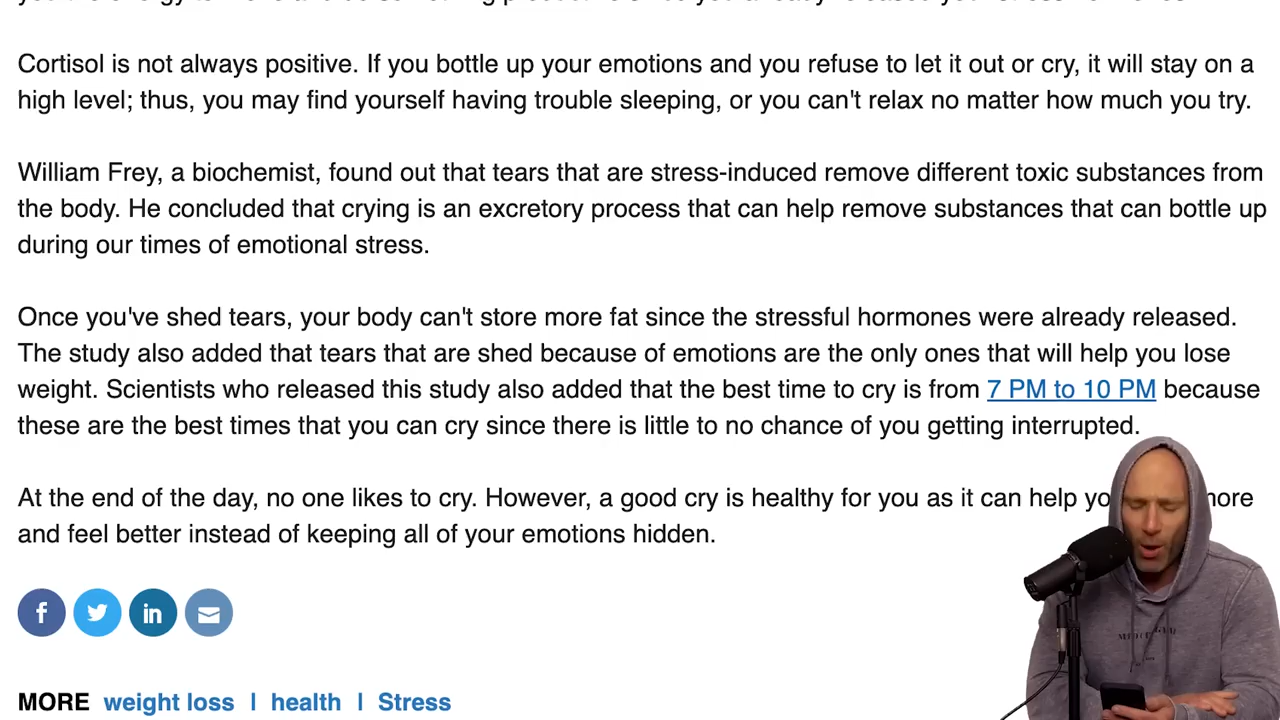 Cortisol is not always positive. If you bottle up your emotions and you refuse to let it out or cry, it will stay on a
high level; thus, you may find yourself having trouble sleeping, or you can't relax no matter how much you try.
William Frey, a biochemist, found out that tears that are stress-induced remove different toxic substances from
the body. He concluded that crying is an excretory process that can help remove substances that can bottle up
during our times of emotional stress.
Once you've shed tears, your body can't store more fat since the stressful hormones were already released.
The study also added that tears that are shed because of emotions are the only ones that will help you lose
weight. Scientists who released this study also added that the best time to cry is from 7 PM to 10 PM because
these are the best times that you can cry since there is little to no chance of you getting interrupted.
At the end of the day, no one likes to cry. However, a good cry is healthy for you as it can help
and feel better instead of keeping all of your emotions hidden.
f in
MORE weight loss | health | Stress